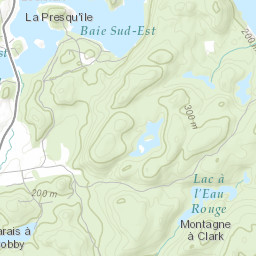 La Presqu'île
Baie Sud-Est
200
300 m
Lac à
l'Eau
Rouge
200 m
Montagne
à Clark
arais à
obby